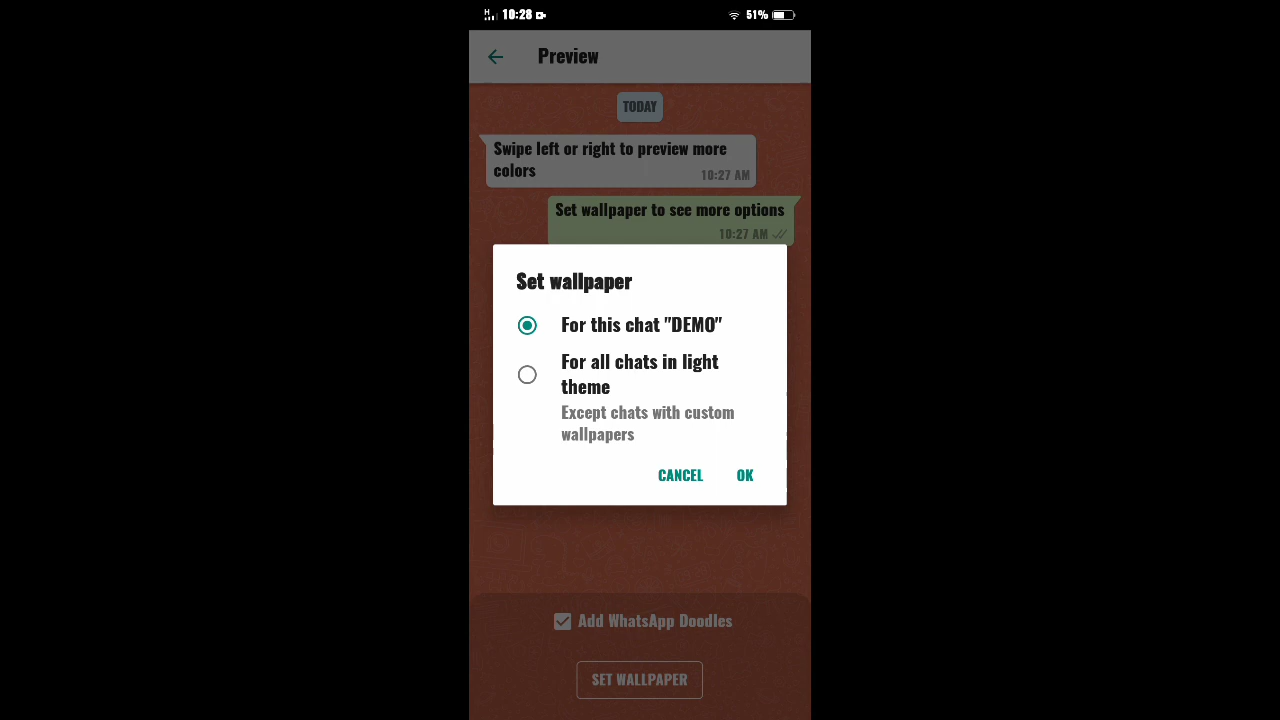 H 10:28 51%
Preview
TODAY
Swipe left or right to preview more
colors
10:27 AM
Set wallpaper to see more options
10:27 AM
Set wallpaper
For this chat "DEMO"
For all chats in light
theme
Except chats with custom
wallpapers
CANCEL OK
Add WhatsApp Doodles
SET WALLPAPER